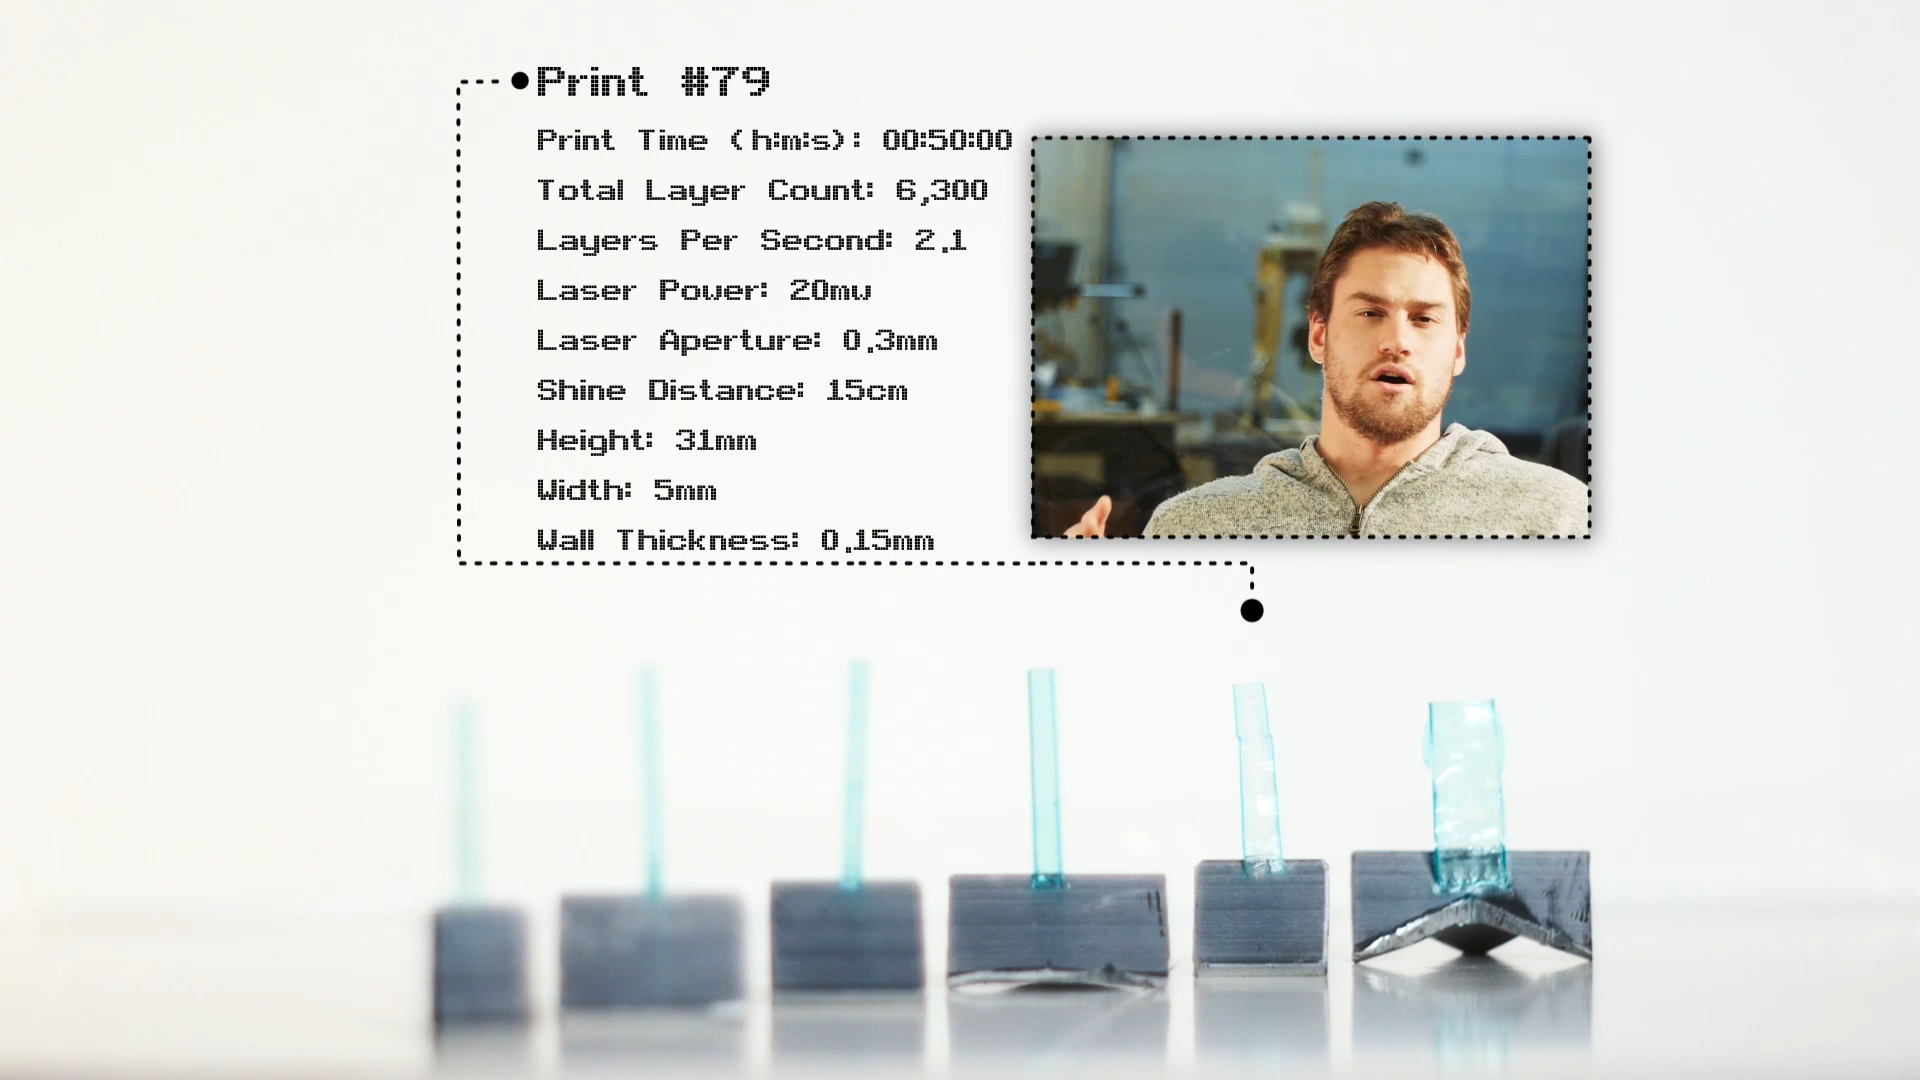 Print #79
Print Time (h:m:s): 00:50:00
Total Layer Count: 6,300
Layers Per Second: 2.1
Laser Power: 20mw
Laser Aperture: 0.3mm
Shine Distance: 15cm
Height: 31mm
Width: 5mm
Wall Thickness: 0.15mm